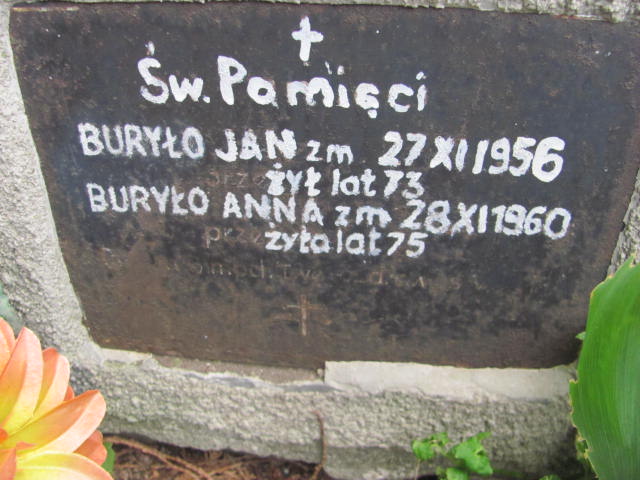 Św. Pamięci
BURYŁO JAN zm 27 XI 1956
żył lat 73
BURYŁO ANNA zm 28 XI 1960
żyła lat 75